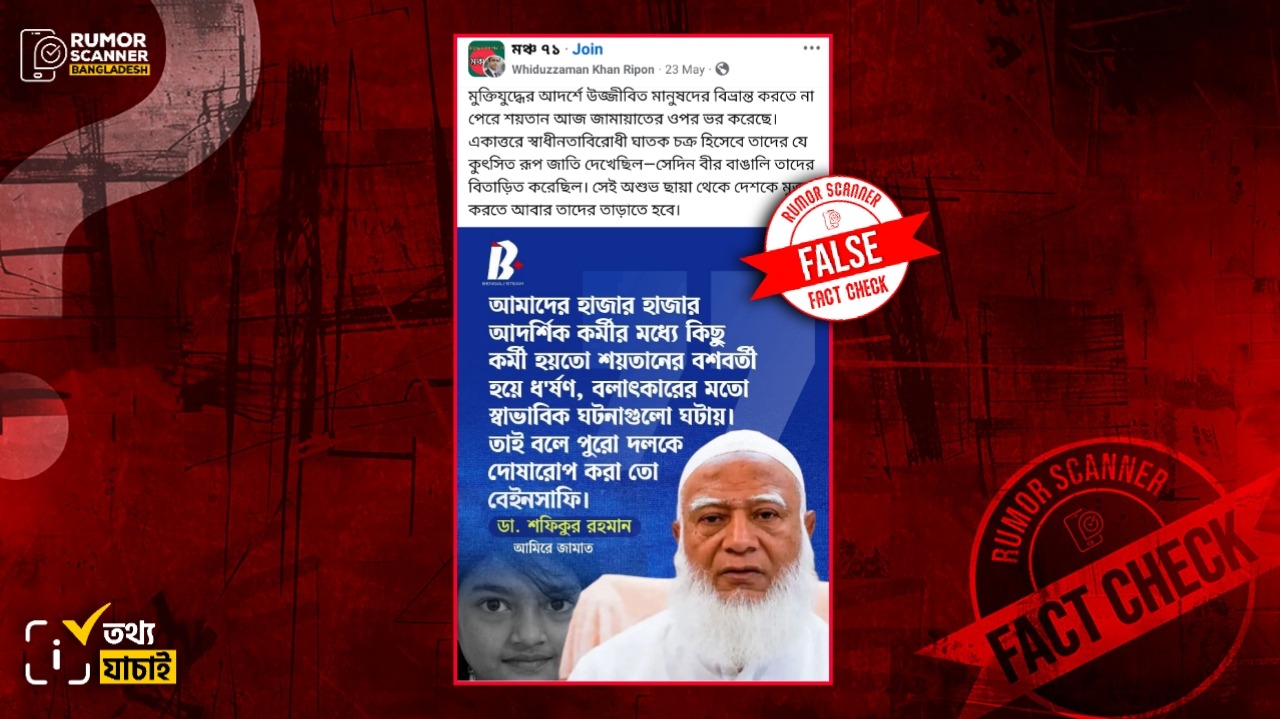 RUMOR
SCANNER
BANGLADESH
মঞ্চ ৭১ · Join
Whiduzzaman Khan Ripon · 23 May ·
মুক্তিযুদ্ধের আদর্শে উজ্জীবিত মানুষদের বিভ্রান্ত করতে না
পেরে শয়তান আজ জামায়াতের ওপর ভর করেছে।
একাত্তরে স্বাধীনতাবিরোধী ঘাতক চক্র হিসেবে তাদের যে
কুৎসিত রূপ জাতি দেখেছিল—সেদিন বীর বাঙালি তাদের
বিতাড়িত করেছিল। সেই অশুভ ছায়া থেকে দেশকে
করতে আবার তাদের তাড়াতে হবে।
RUMOR SCANNER
FALSE
FACT CHECK
আমাদের হাজার হাজার
আদর্শিক কর্মীর মধ্যে কিছু
কর্মী হয়তো শয়তানের বশবর্তী
হয়ে ধ'র্ষণ, বলাৎকারের মতো
স্বাভাবিক ঘটনাগুলো ঘটায়।
তাই বলে পুরো দলকে
দোষারোপ করা তো
বেইনসাফি।
ডা. শফিকুর রহমান
আমিরে জামাত
RUMOR SCANNER
FACT CHECK
তথ্য
যাচাই